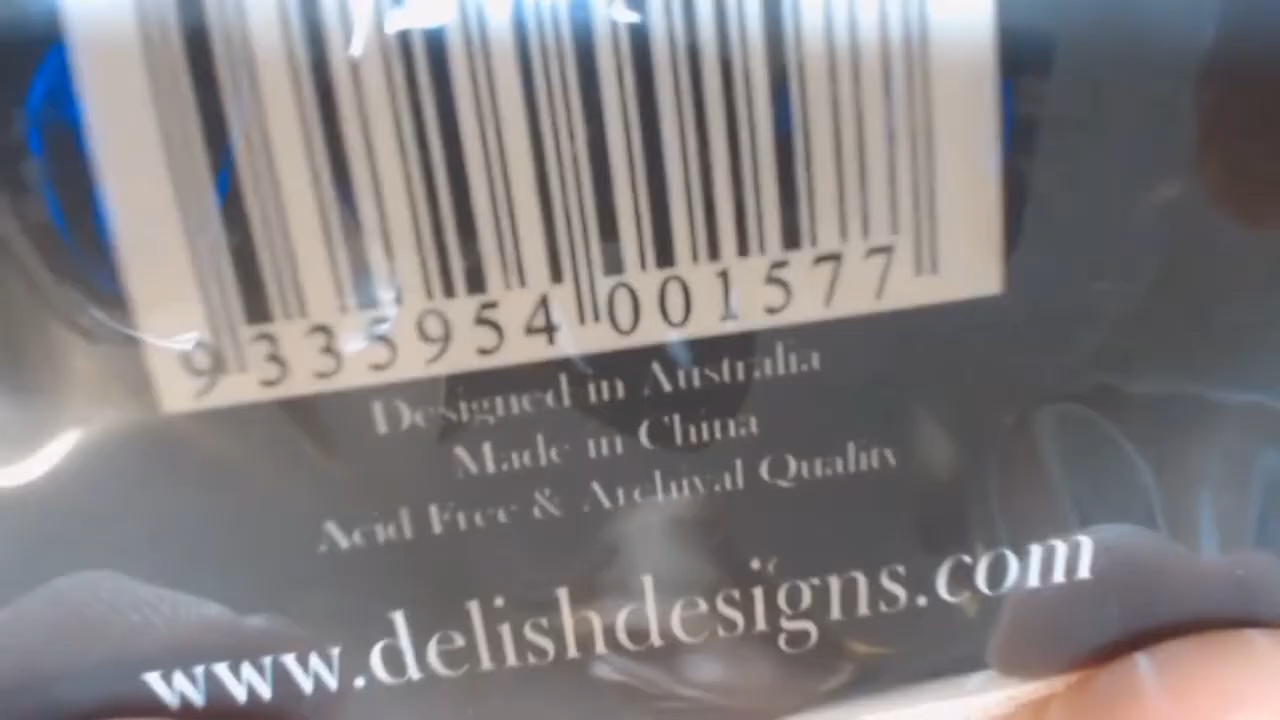 9 335954 001577
Designed in Australia
Made in China
Acid Free & Archival Quality
www.delishdesigns.com